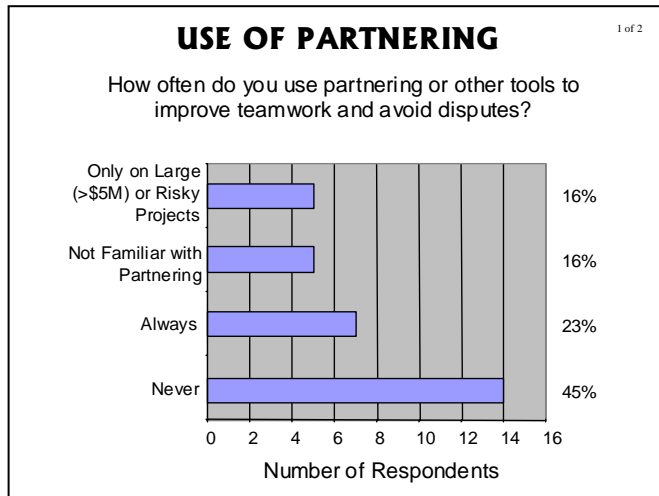 USE OF PARTNERING
1 of 2
How often do you use partnering or other tools to
improve teamwork and avoid disputes?
Only on Large
(>$5M) or Risky
Projects
16%
Not Familiar with
Partnering
16%
Always
23%
Never
45%
0 2 4 6 8 10 12 14 16
Number of Respondents